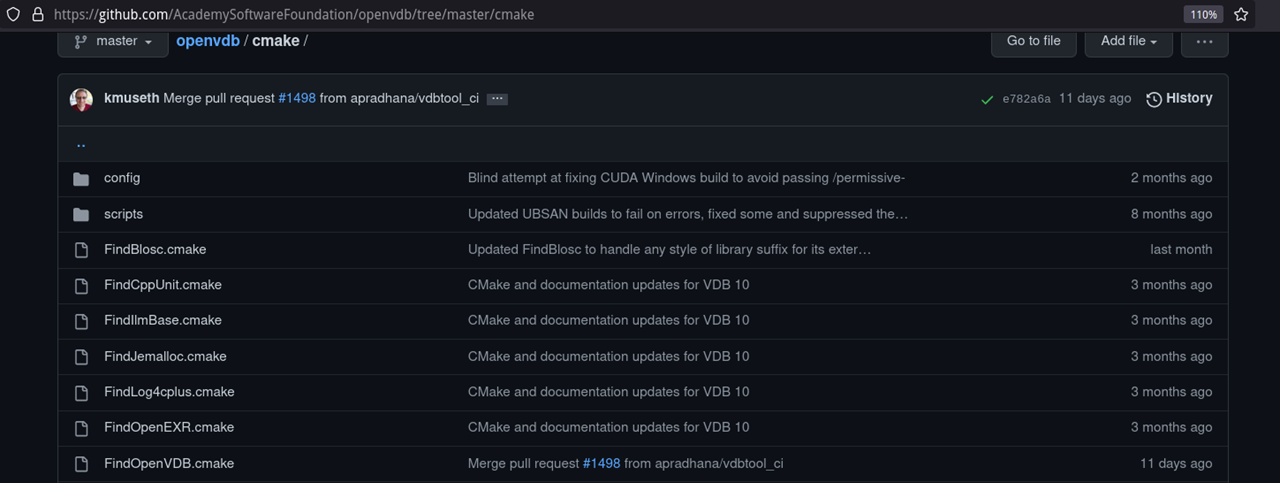 https://github.com/AcademySoftwareFoundation/openvdb/tree/master/cmake 110%
master openvdb / cmake / Go to file Add file ...
kmuseth Merge pull request #1498 from apradhana/vdbtool_ci ... e782a6a 11 days ago History
..
config Blind attempt at fixing CUDA Windows build to avoid passing /permissive- 2 months ago
scripts Updated UBSAN builds to fail on errors, fixed some and suppressed the… 8 months ago
FindBlosc.cmake Updated FindBlosc to handle any style of library suffix for its exter… last month
FindCppUnit.cmake CMake and documentation updates for VDB 10 3 months ago
FindIlmBase.cmake CMake and documentation updates for VDB 10 3 months ago
FindJemalloc.cmake CMake and documentation updates for VDB 10 3 months ago
FindLog4cplus.cmake CMake and documentation updates for VDB 10 3 months ago
FindOpenEXR.cmake CMake and documentation updates for VDB 10 3 months ago
FindOpenVDB.cmake Merge pull request #1498 from apradhana/vdbtool_ci 11 days ago